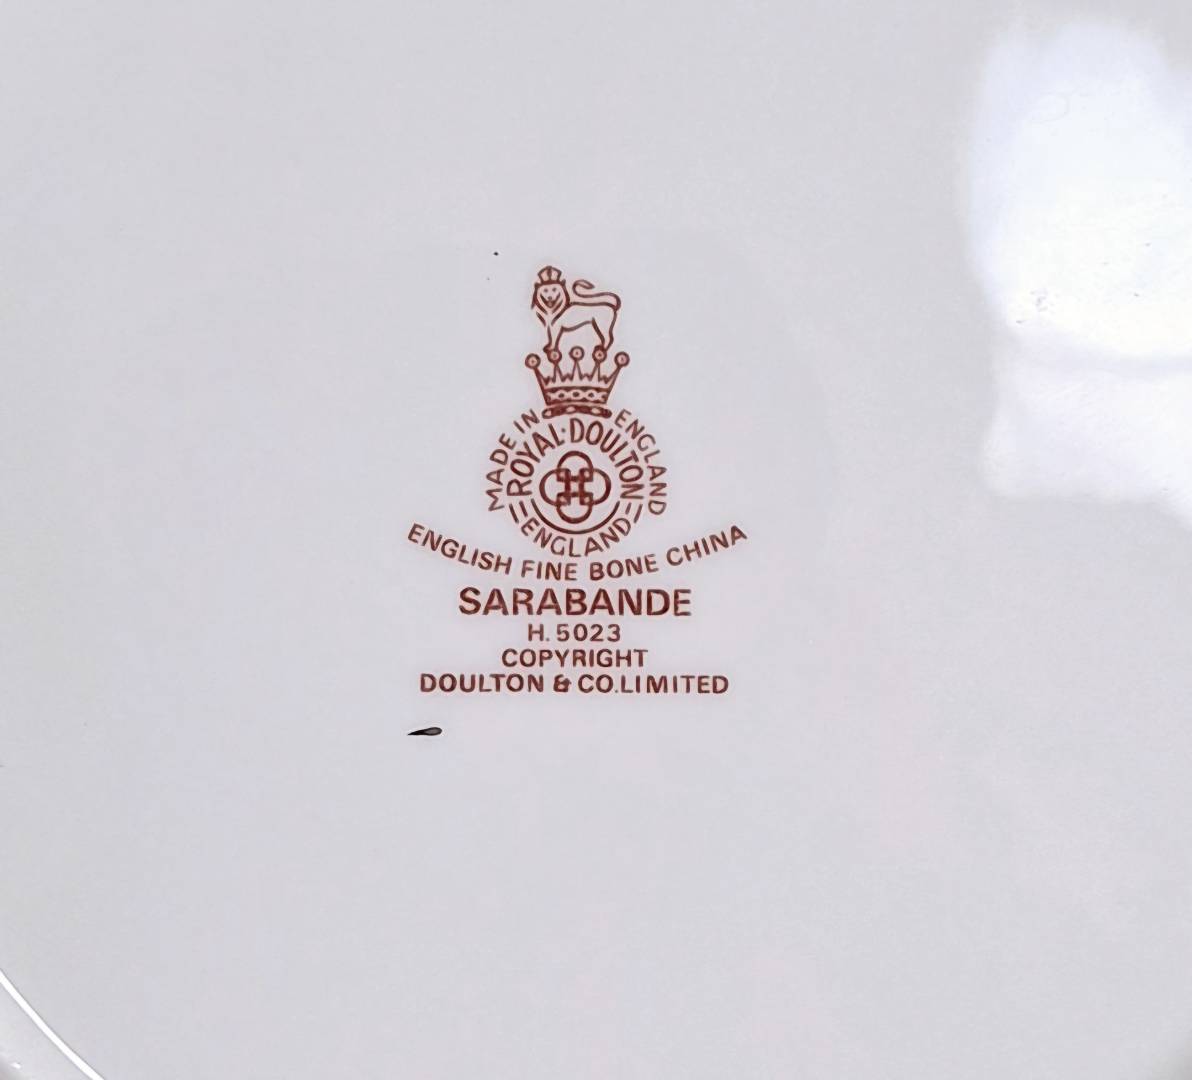 MADE IN ENGLAND
ROYAL·DOULTON
ENGLAND
ENGLISH FINE BONE CHINA
SARABANDE
H. 5023
COPYRIGHT
DOULTON & CO. LIMITED